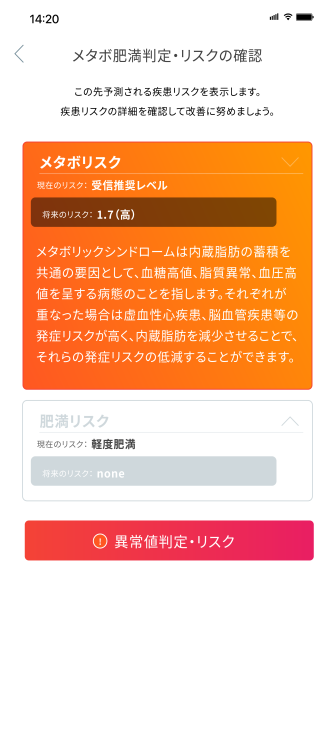 14:20
メタボ肥満判定・リスクの確認
この先予測される疾患リスクを表示します。
疾患リスクの詳細を確認して改善に努めましょう。
メタボリスク
現在のリスク： 受信推奨レベル
将来のリスク： 1.7（高）
メタボリックシンドロームは内蔵脂肪の蓄積を
共通の要因として、血糖高値、脂質異常、血圧高
値を呈する病態のことを指します。それぞれが
重なった場合は虚血性心疾患、脳血管疾患等の
発症リスクが高く、内蔵脂肪を減少させることで、
それらの発症リスクの低減することができます。
肥満リスク
現在のリスク： 軽度肥満
将来のリスク： none
異常値判定・リスク